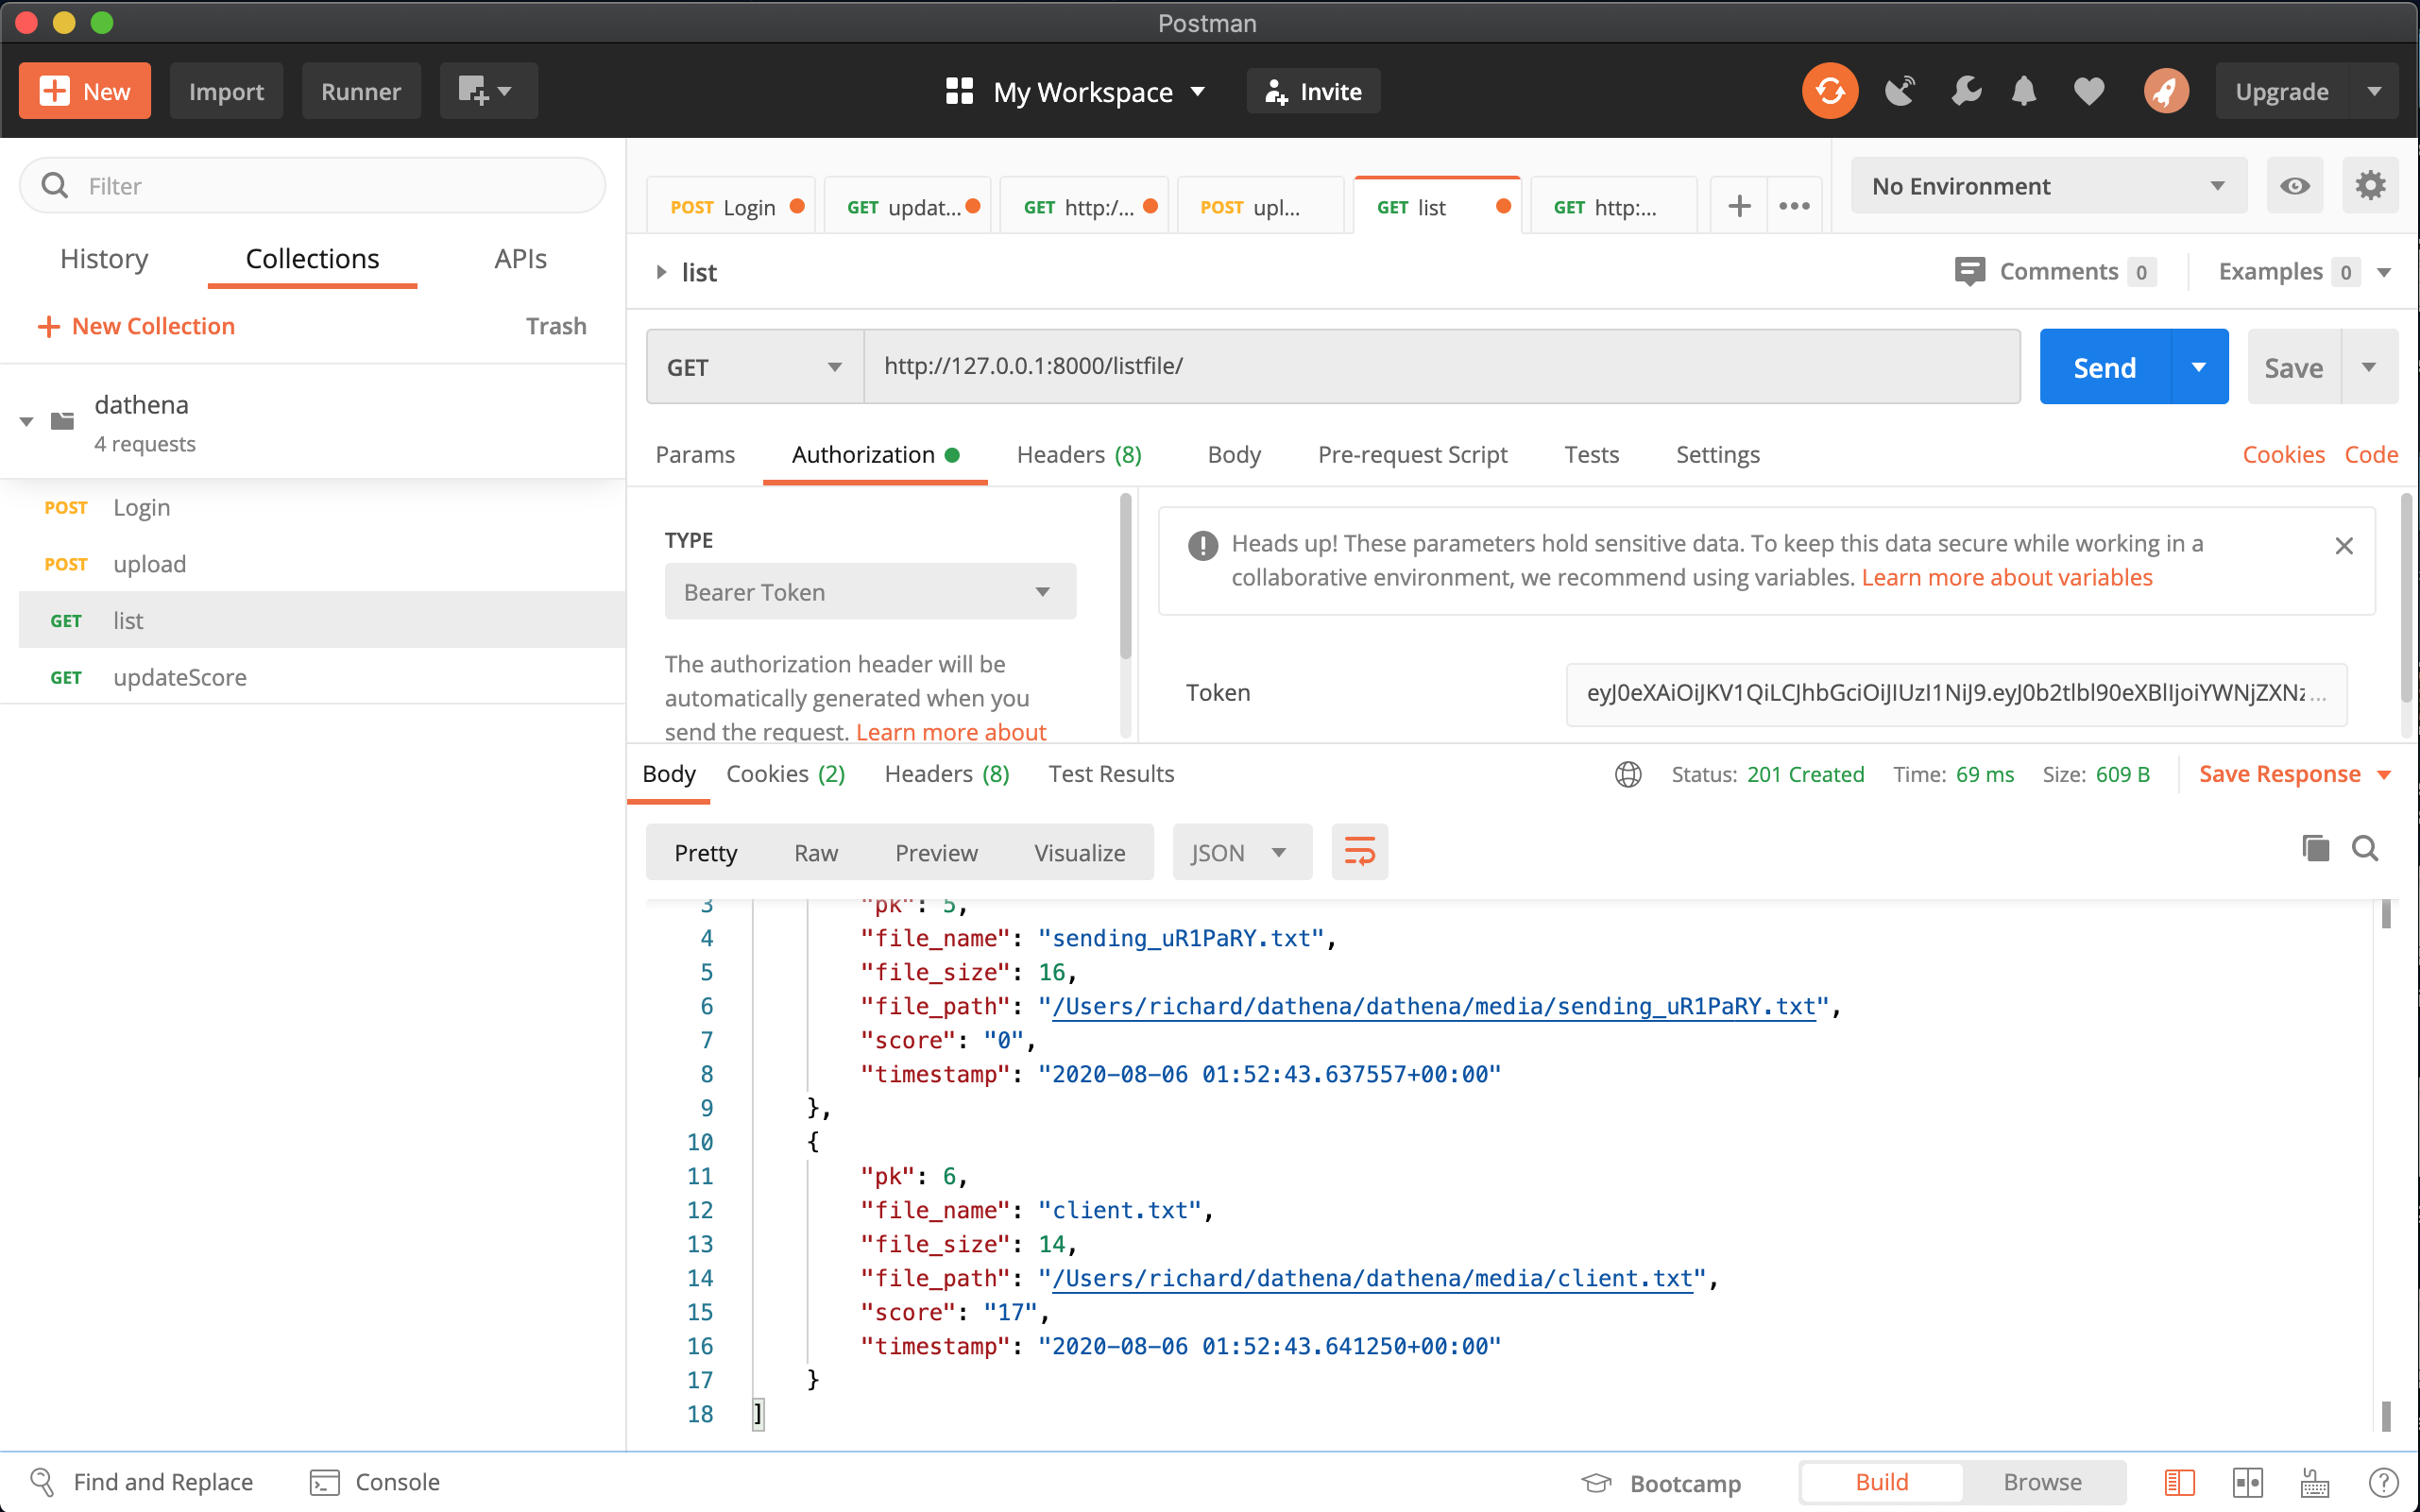 Postman
New
Import
Runner
My Workspace
Invite
Upgrade
Filter
History
Collections
APIs
New Collection
Trash
dathena
4 requests
POST Login
POST upload
GET list
GET updateScore
POST Login
GET updat...
GET http:/...
POST upl...
GET list
GET http:...
No Environment
list
Comments 0
Examples 0
GET
http://127.0.0.1:8000/listfile/
Send
Save
Params
Authorization
Headers (8)
Body
Pre-request Script
Tests
Settings
Cookies
Code
TYPE
Bearer Token
The authorization header will be
automatically generated when you
send the request. Learn more about
Heads up! These parameters hold sensitive data. To keep this data secure while working in a
collaborative environment, we recommend using variables. Learn more about variables
Token
eyJ0eXAiOiJKV1QiLCJhbGciOiJIUzI1NiJ9.eyJ0b2tlbl90eXBlIjoiYWNjZXNz...
Body
Cookies (2)
Headers (8)
Test Results
Status: 201 Created
Time: 69 ms
Size: 609 B
Save Response
Pretty
Raw
Preview
Visualize
JSON
3 "pk": 5,
4 "file_name": "sending_uR1PaRY.txt",
5 "file_size": 16,
6 "file_path": "/Users/richard/dathena/dathena/media/sending_uR1PaRY.txt",
7 "score": "0",
8 "timestamp": "2020-08-06 01:52:43.637557+00:00"
9 },
10 {
11 "pk": 6,
12 "file_name": "client.txt",
13 "file_size": 14,
14 "file_path": "/Users/richard/dathena/dathena/media/client.txt",
15 "score": "17",
16 "timestamp": "2020-08-06 01:52:43.641250+00:00"
17 }
18 ]
Find and Replace
Console
Bootcamp
Build
Browse